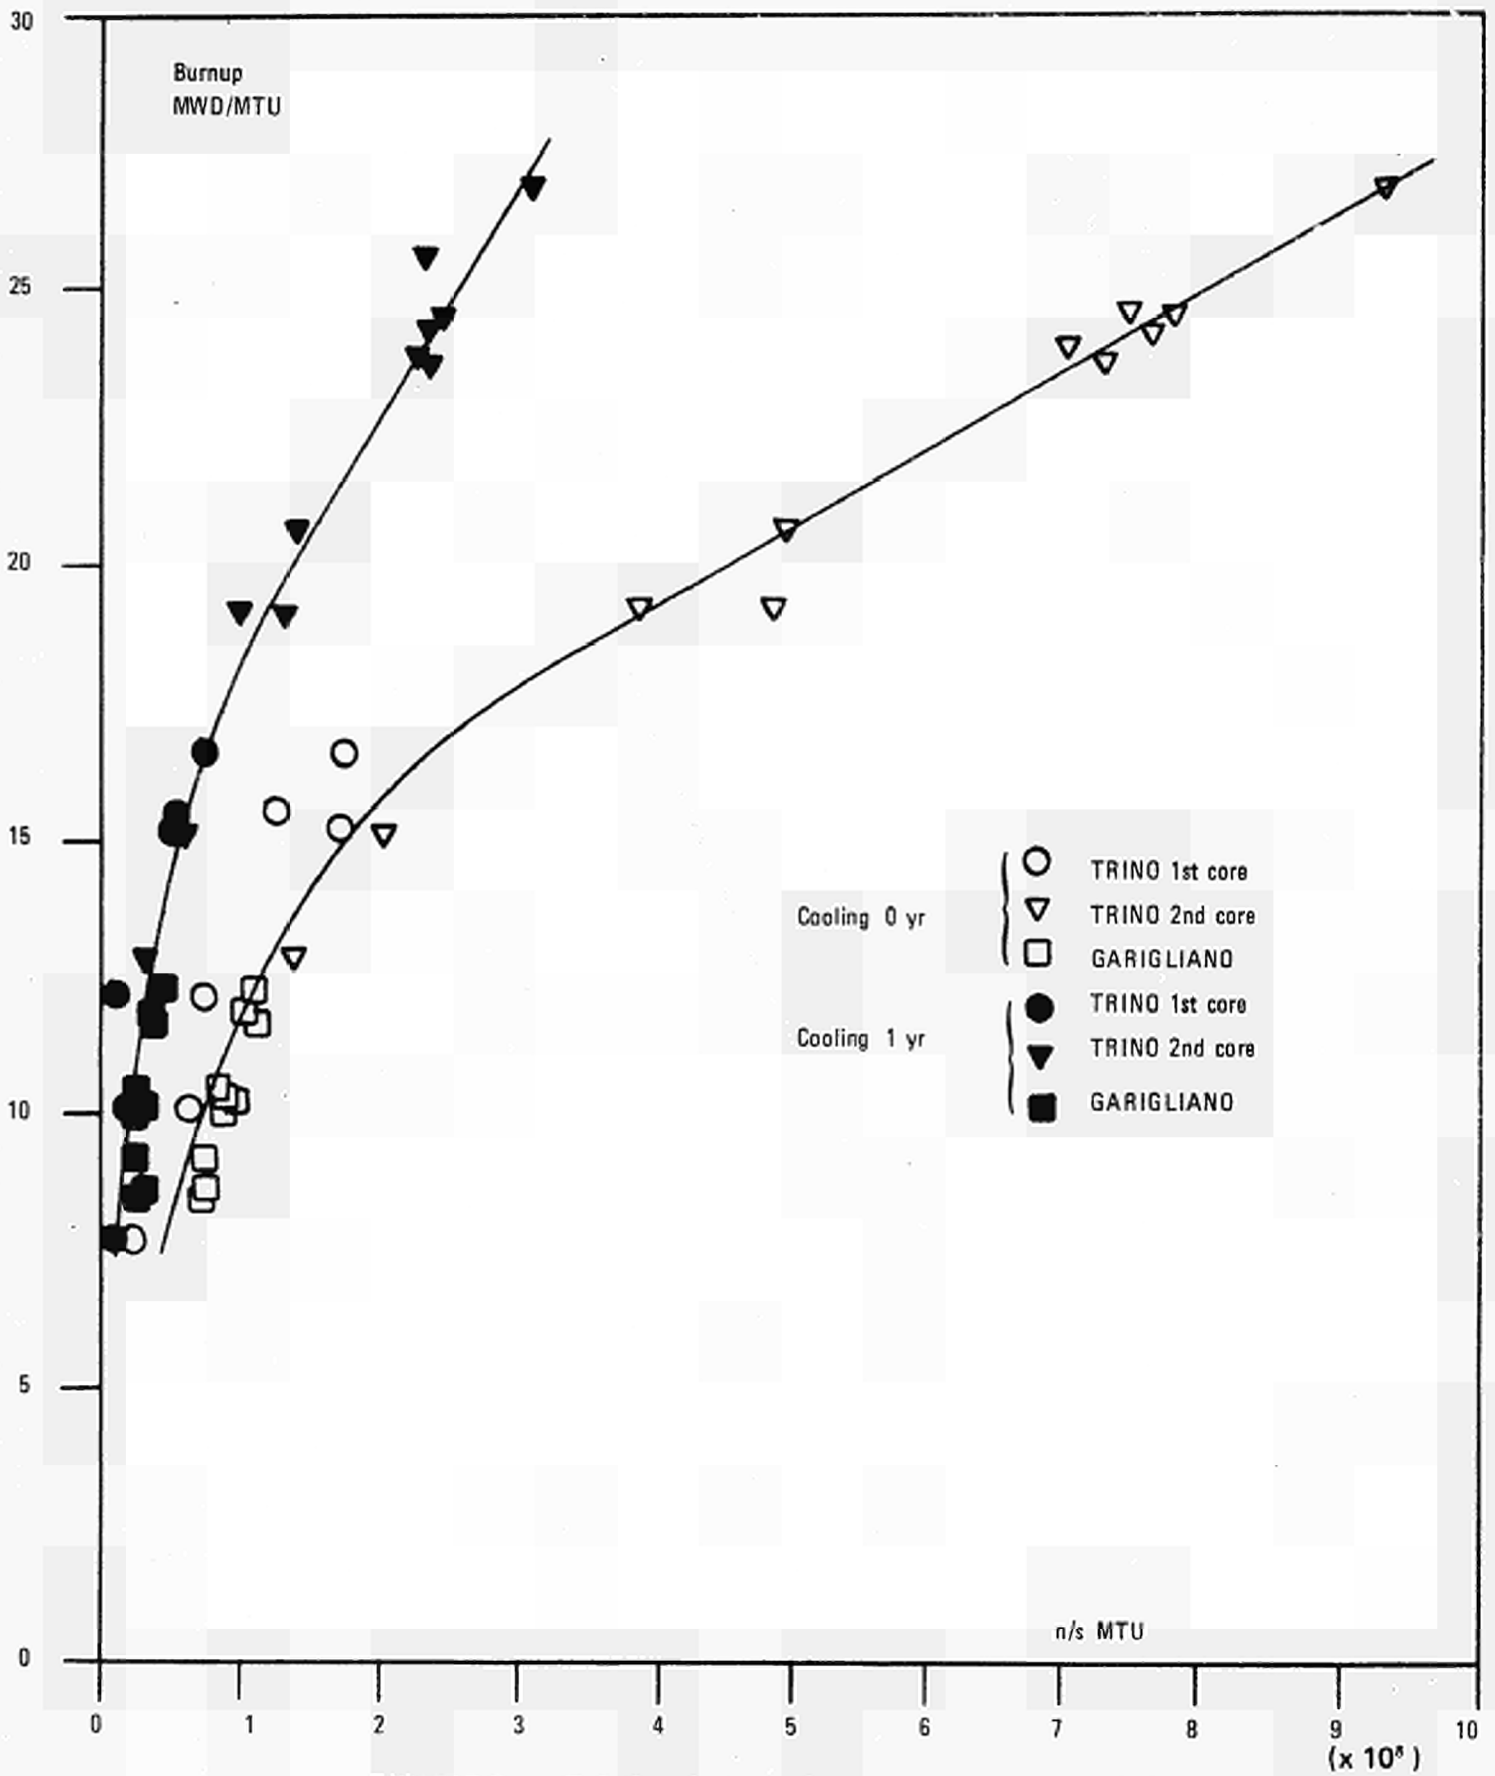 30
Burnup
MWD/MTU
25
20
15
TRINO 1st core
Cooling 0 yr
TRINO 2nd core
GARIGLIANO
TRINO 1st core
Cooling 1 yr
TRINO 2nd core
10
GARIGLIANO
5
n/s MTU
0
0 1 2 3 4 5 6 7 8 9 10
(x 10⁸)